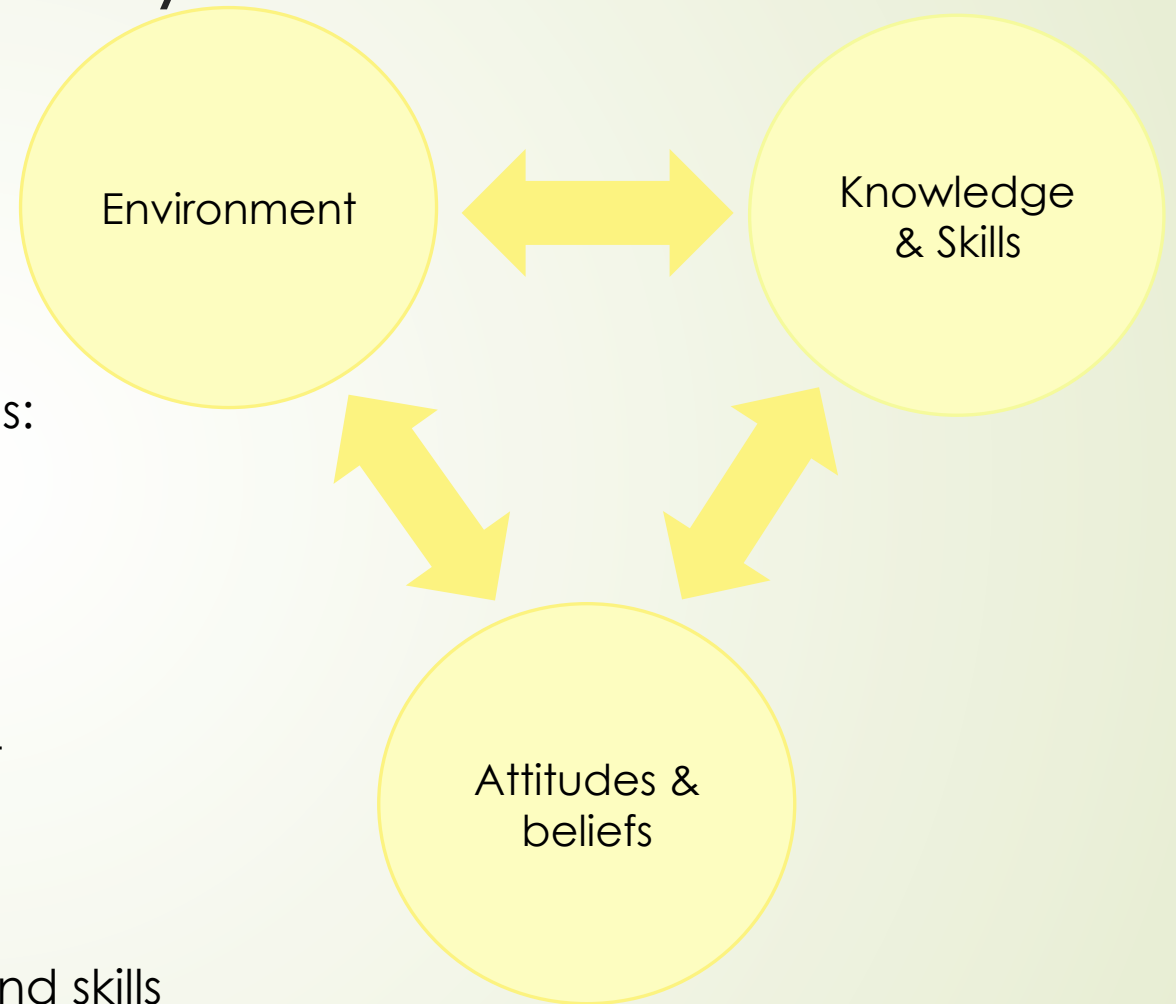 Environment
Knowledge
& Skills
s:
Attitudes &
beliefs
nd skills